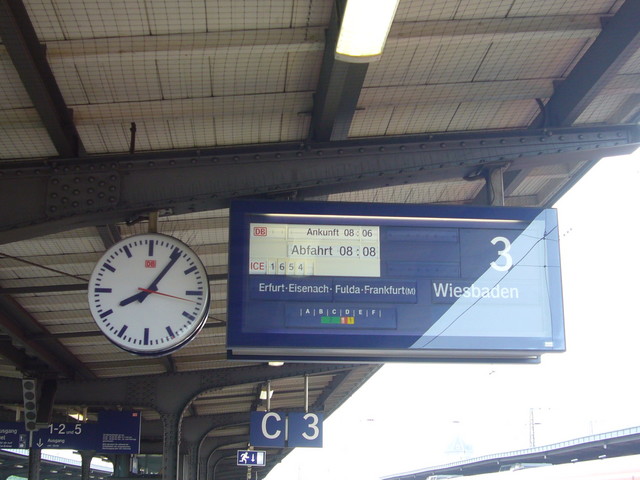 DB Ankunft 08:06
Abfahrt 08:08
3
ICE 1654
Erfurt·Eisenach·Fulda·Frankfurt(M)
Wiesbaden
|A|B|C|D|E|F|
DB
C 3
1-2 5
Ausgang